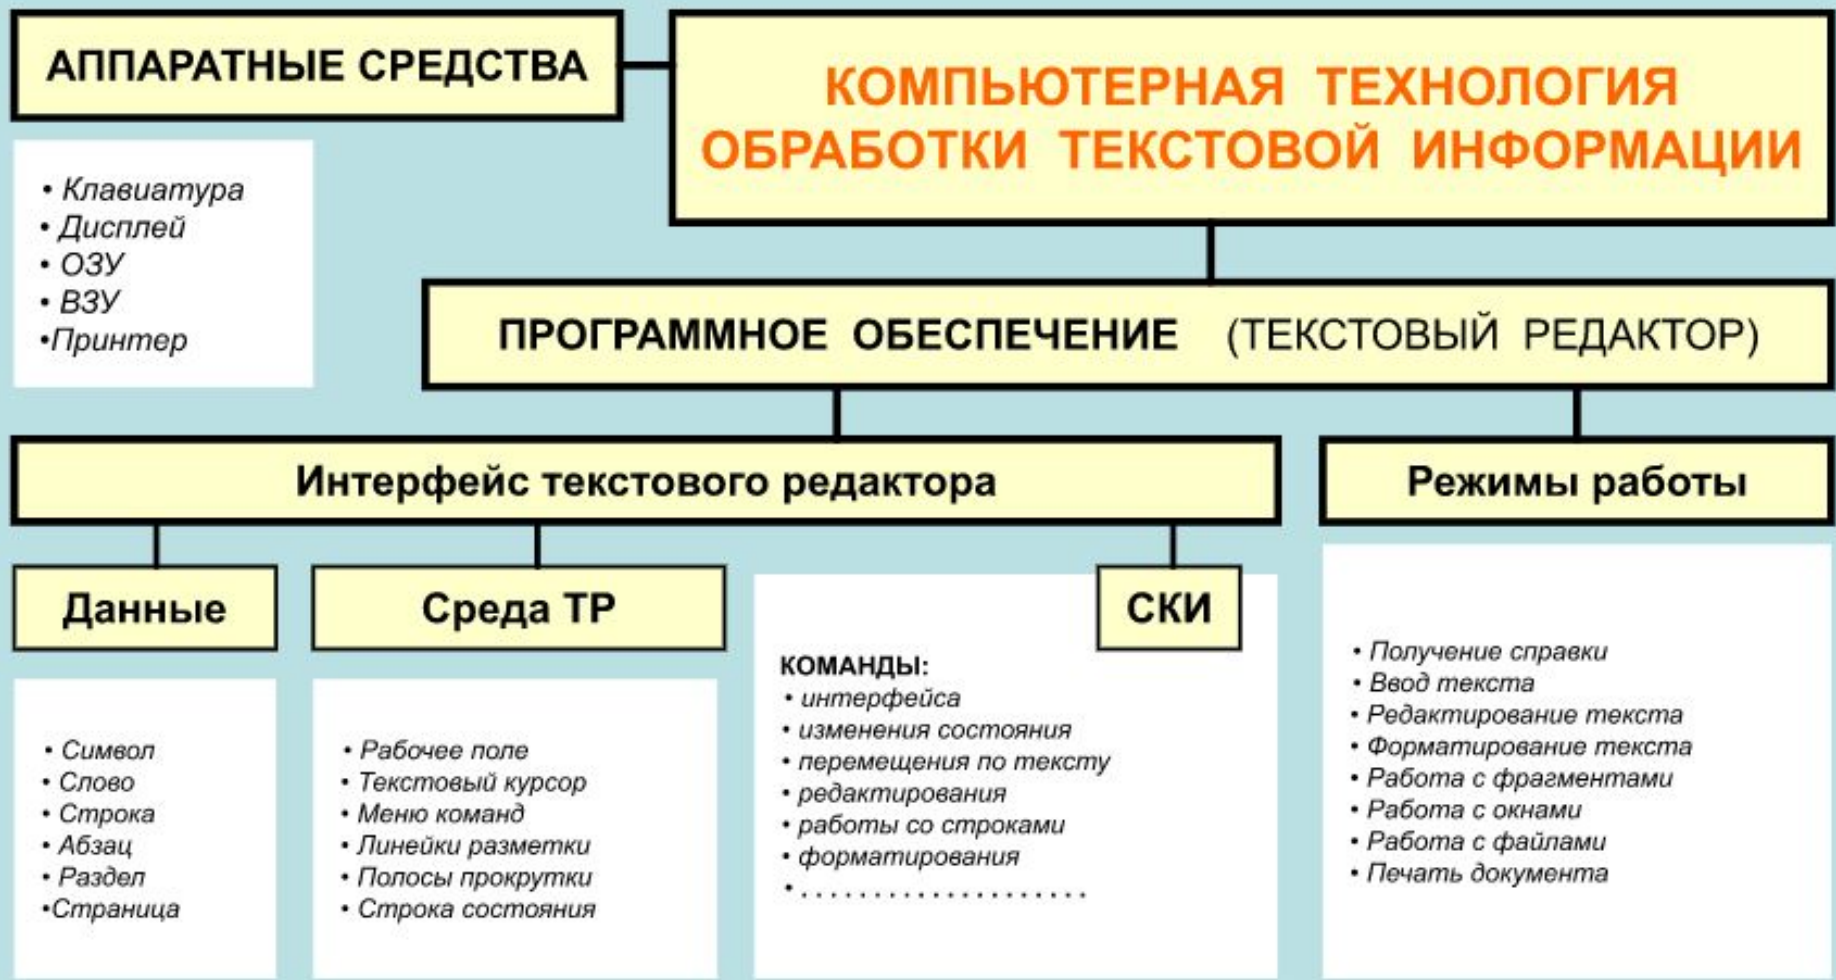 АППАРАТНЫЕ СРЕДСТВА
КОМПЬЮТЕРНАЯ ТЕХНОЛОГИЯ
ОБРАБОТКИ ТЕКСТОВОЙ ИНФОРМАЦИИ
• Клавиатура
• Дисплей
• ОЗУ
• ВЗУ
•Принтер
ПРОГРАММНОЕ ОБЕСПЕЧЕНИЕ (ТЕКСТОВЫЙ РЕДАКТОР)
Интерфейс текстового редактора
Режимы работы
Данные
• Символ
• Слово
• Строка
• Абзац
• Раздел
•Страница
Среда ТР
• Рабочее поле
• Текстовый курсор
• Меню команд
• Линейки разметки
• Полосы прокрутки
• Строка состояния
СКИ
КОМАНДЫ:
• интерфейса
• изменения состояния
• перемещения по тексту
• редактирования
• работы со строками
• форматирования
• . . . . . . . . . . . . . . . . . . . .
• Получение справки
• Ввод текста
• Редактирование текста
• Форматирование текста
• Работа с фрагментами
• Работа с окнами
• Работа с файлами
• Печать документа